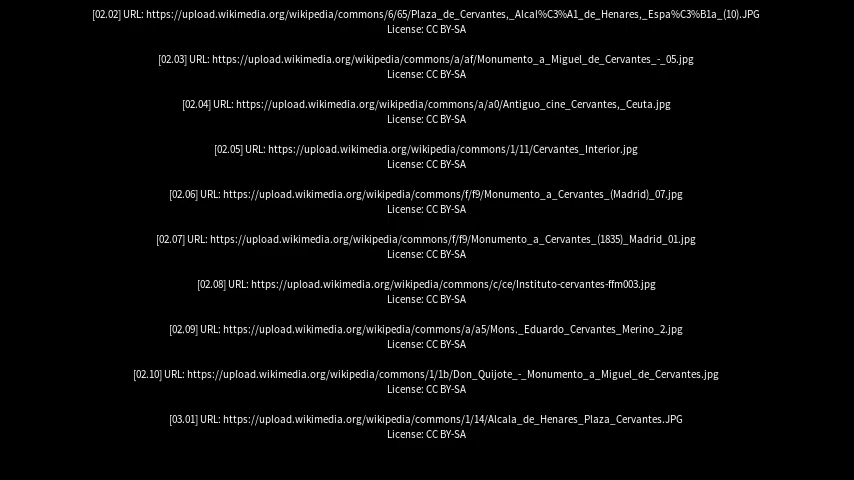 [02.02] URL: https://upload.wikimedia.org/wikipedia/commons/6/65/Plaza_de_Cervantes,_Alcal%C3%A1_de_Henares,_Espa%C3%B1a_(10).JPG
License: CC BY-SA
[02.03] URL: https://upload.wikimedia.org/wikipedia/commons/a/af/Monumento_a_Miguel_de_Cervantes_-_05.jpg
License: CC BY-SA
[02.04] URL: https://upload.wikimedia.org/wikipedia/commons/a/a0/Antiguo_cine_Cervantes,_Ceuta.jpg
License: CC BY-SA
[02.05] URL: https://upload.wikimedia.org/wikipedia/commons/1/11/Cervantes_Interior.jpg
License: CC BY-SA
[02.06] URL: https://upload.wikimedia.org/wikipedia/commons/f/f9/Monumento_a_Cervantes_(Madrid)_07.jpg
License: CC BY-SA
[02.07] URL: https://upload.wikimedia.org/wikipedia/commons/f/f9/Monumento_a_Cervantes_(1835)_Madrid_01.jpg
License: CC BY-SA
[02.08] URL: https://upload.wikimedia.org/wikipedia/commons/c/ce/Instituto-cervantes-ffm003.jpg
License: CC BY-SA
[02.09] URL: https://upload.wikimedia.org/wikipedia/commons/a/a5/Mons._Eduardo_Cervantes_Merino_2.jpg
License: CC BY-SA
[02.10] URL: https://upload.wikimedia.org/wikipedia/commons/1/1b/Don_Quijote_-_Monumento_a_Miguel_de_Cervantes.jpg
License: CC BY-SA
[03.01] URL: https://upload.wikimedia.org/wikipedia/commons/1/14/Alcala_de_Henares_Plaza_Cervantes.JPG
License: CC BY-SA